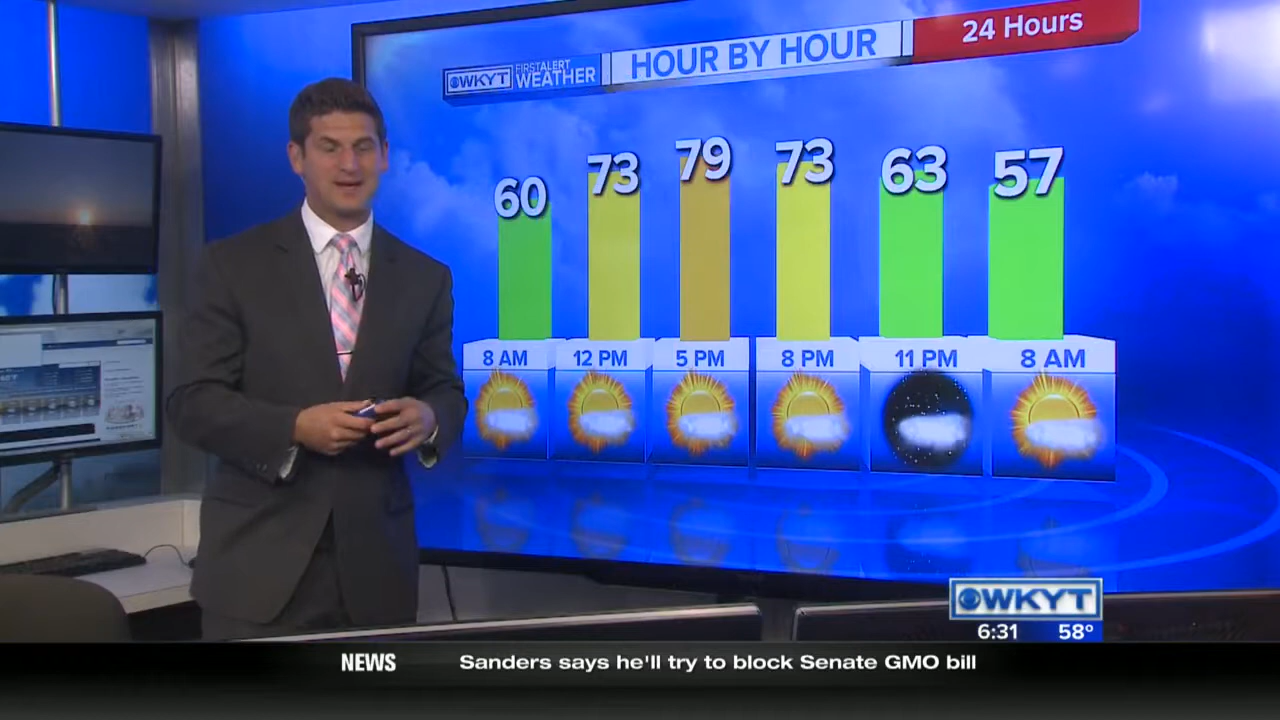 WKYT FIRST ALERT WEATHER
HOUR BY HOUR
24 Hours
60 73 79 73 63 57
8 AM 12 PM 5 PM 8 PM 11 PM 8 AM
WKYT
6:31 58°
NEWS Sanders says he'll try to block Senate GMO bill